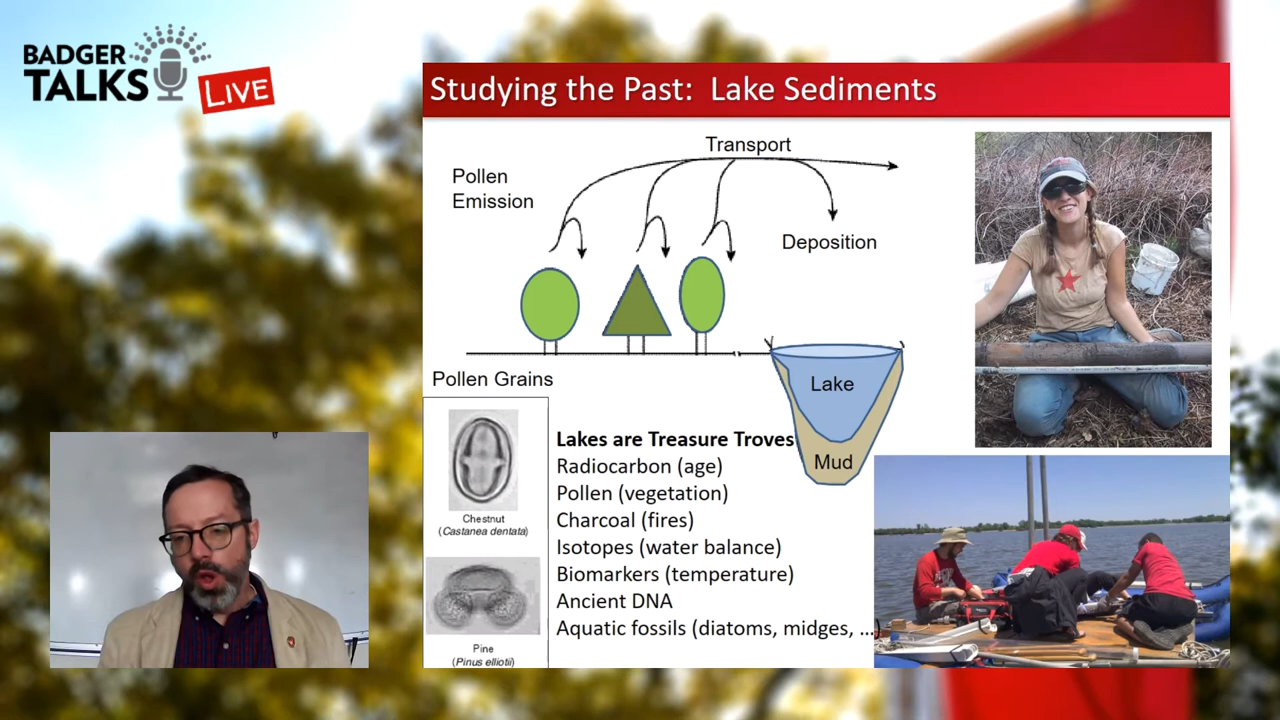 BADGER
TALKS
LIVE
Studying the Past: Lake Sediments
Transport
Pollen
Emission
Deposition
Pollen Grains
Lake
Mud
Chestnut
(Castanea dentata)
Pine
(Pinus elliotii)
Lakes are Treasure Troves
Radiocarbon (age)
Pollen (vegetation)
Charcoal (fires)
Isotopes (water balance)
Biomarkers (temperature)
Ancient DNA
Aquatic fossils (diatoms, midges, ...)